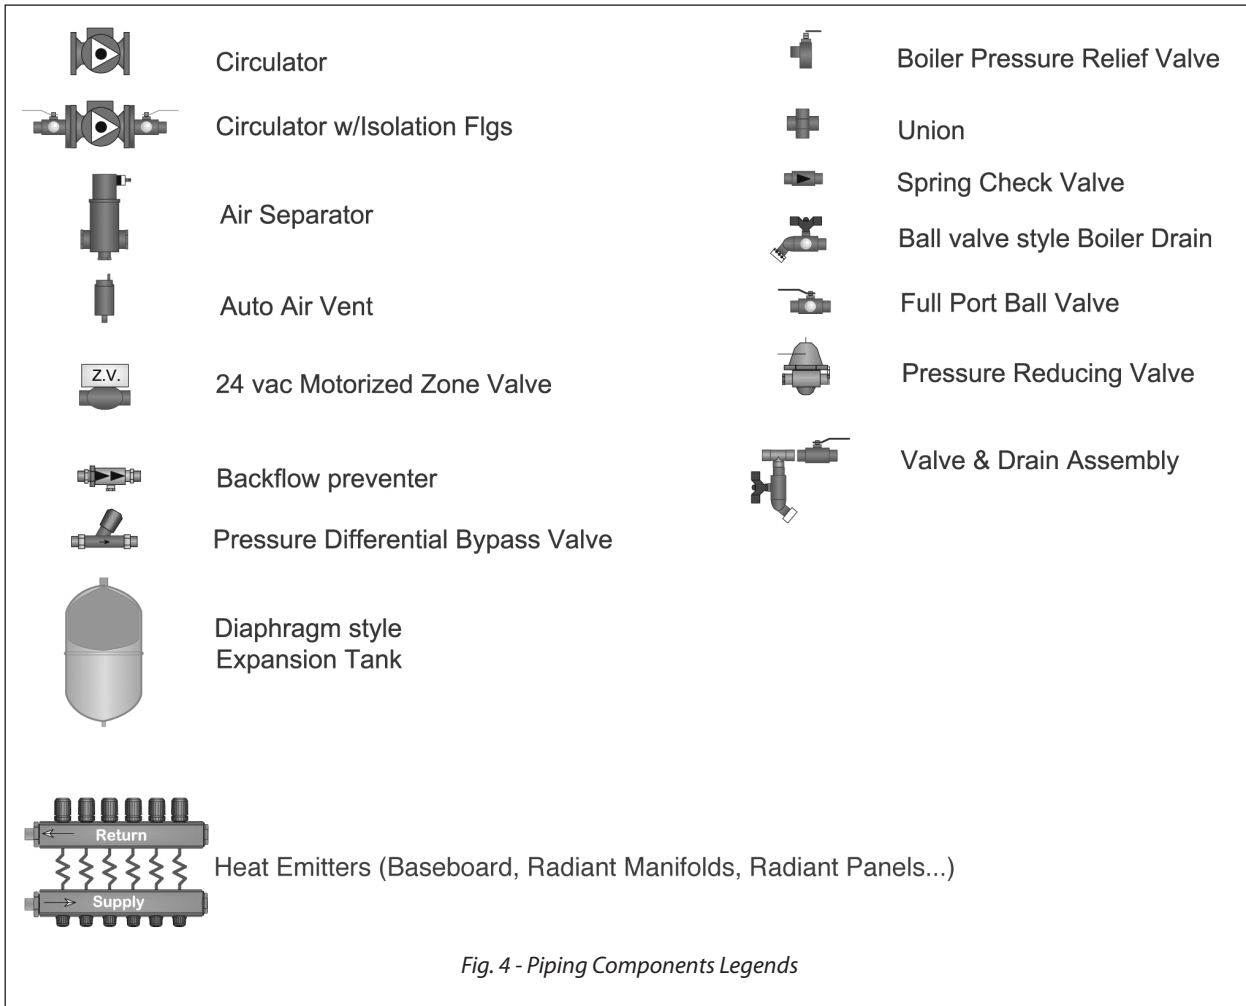 Circulator
Circulator w/Isolation Flgs
Air Separator
Auto Air Vent
Z.V.
24 vac Motorized Zone Valve
Backflow preventer
Pressure Differential Bypass Valve
Diaphragm style
Expansion Tank
Return
Supply
Heat Emitters (Baseboard, Radiant Manifolds, Radiant Panels...)
Boiler Pressure Relief Valve
Union
Spring Check Valve
Ball valve style Boiler Drain
Full Port Ball Valve
Pressure Reducing Valve
Valve & Drain Assembly
Fig. 4 - Piping Components Legends